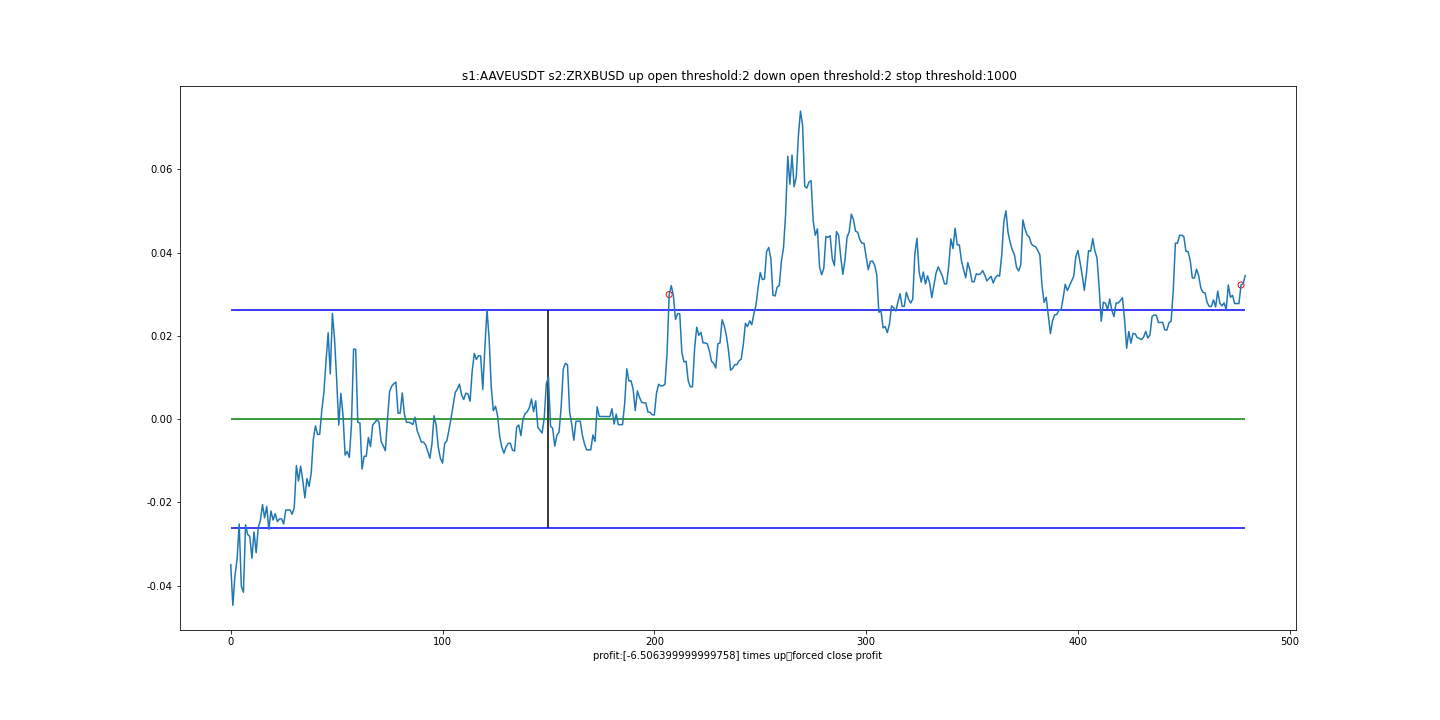 s1:AAVEUSDT s2:ZRXBUSD up open threshold:2 down open threshold:2 stop threshold:1000
0.06
0.04
0.02
0.00
-0.02
-0.04
0 100 200 300 400 500
profit:[-6.506399999999758] times up▯forced close profit